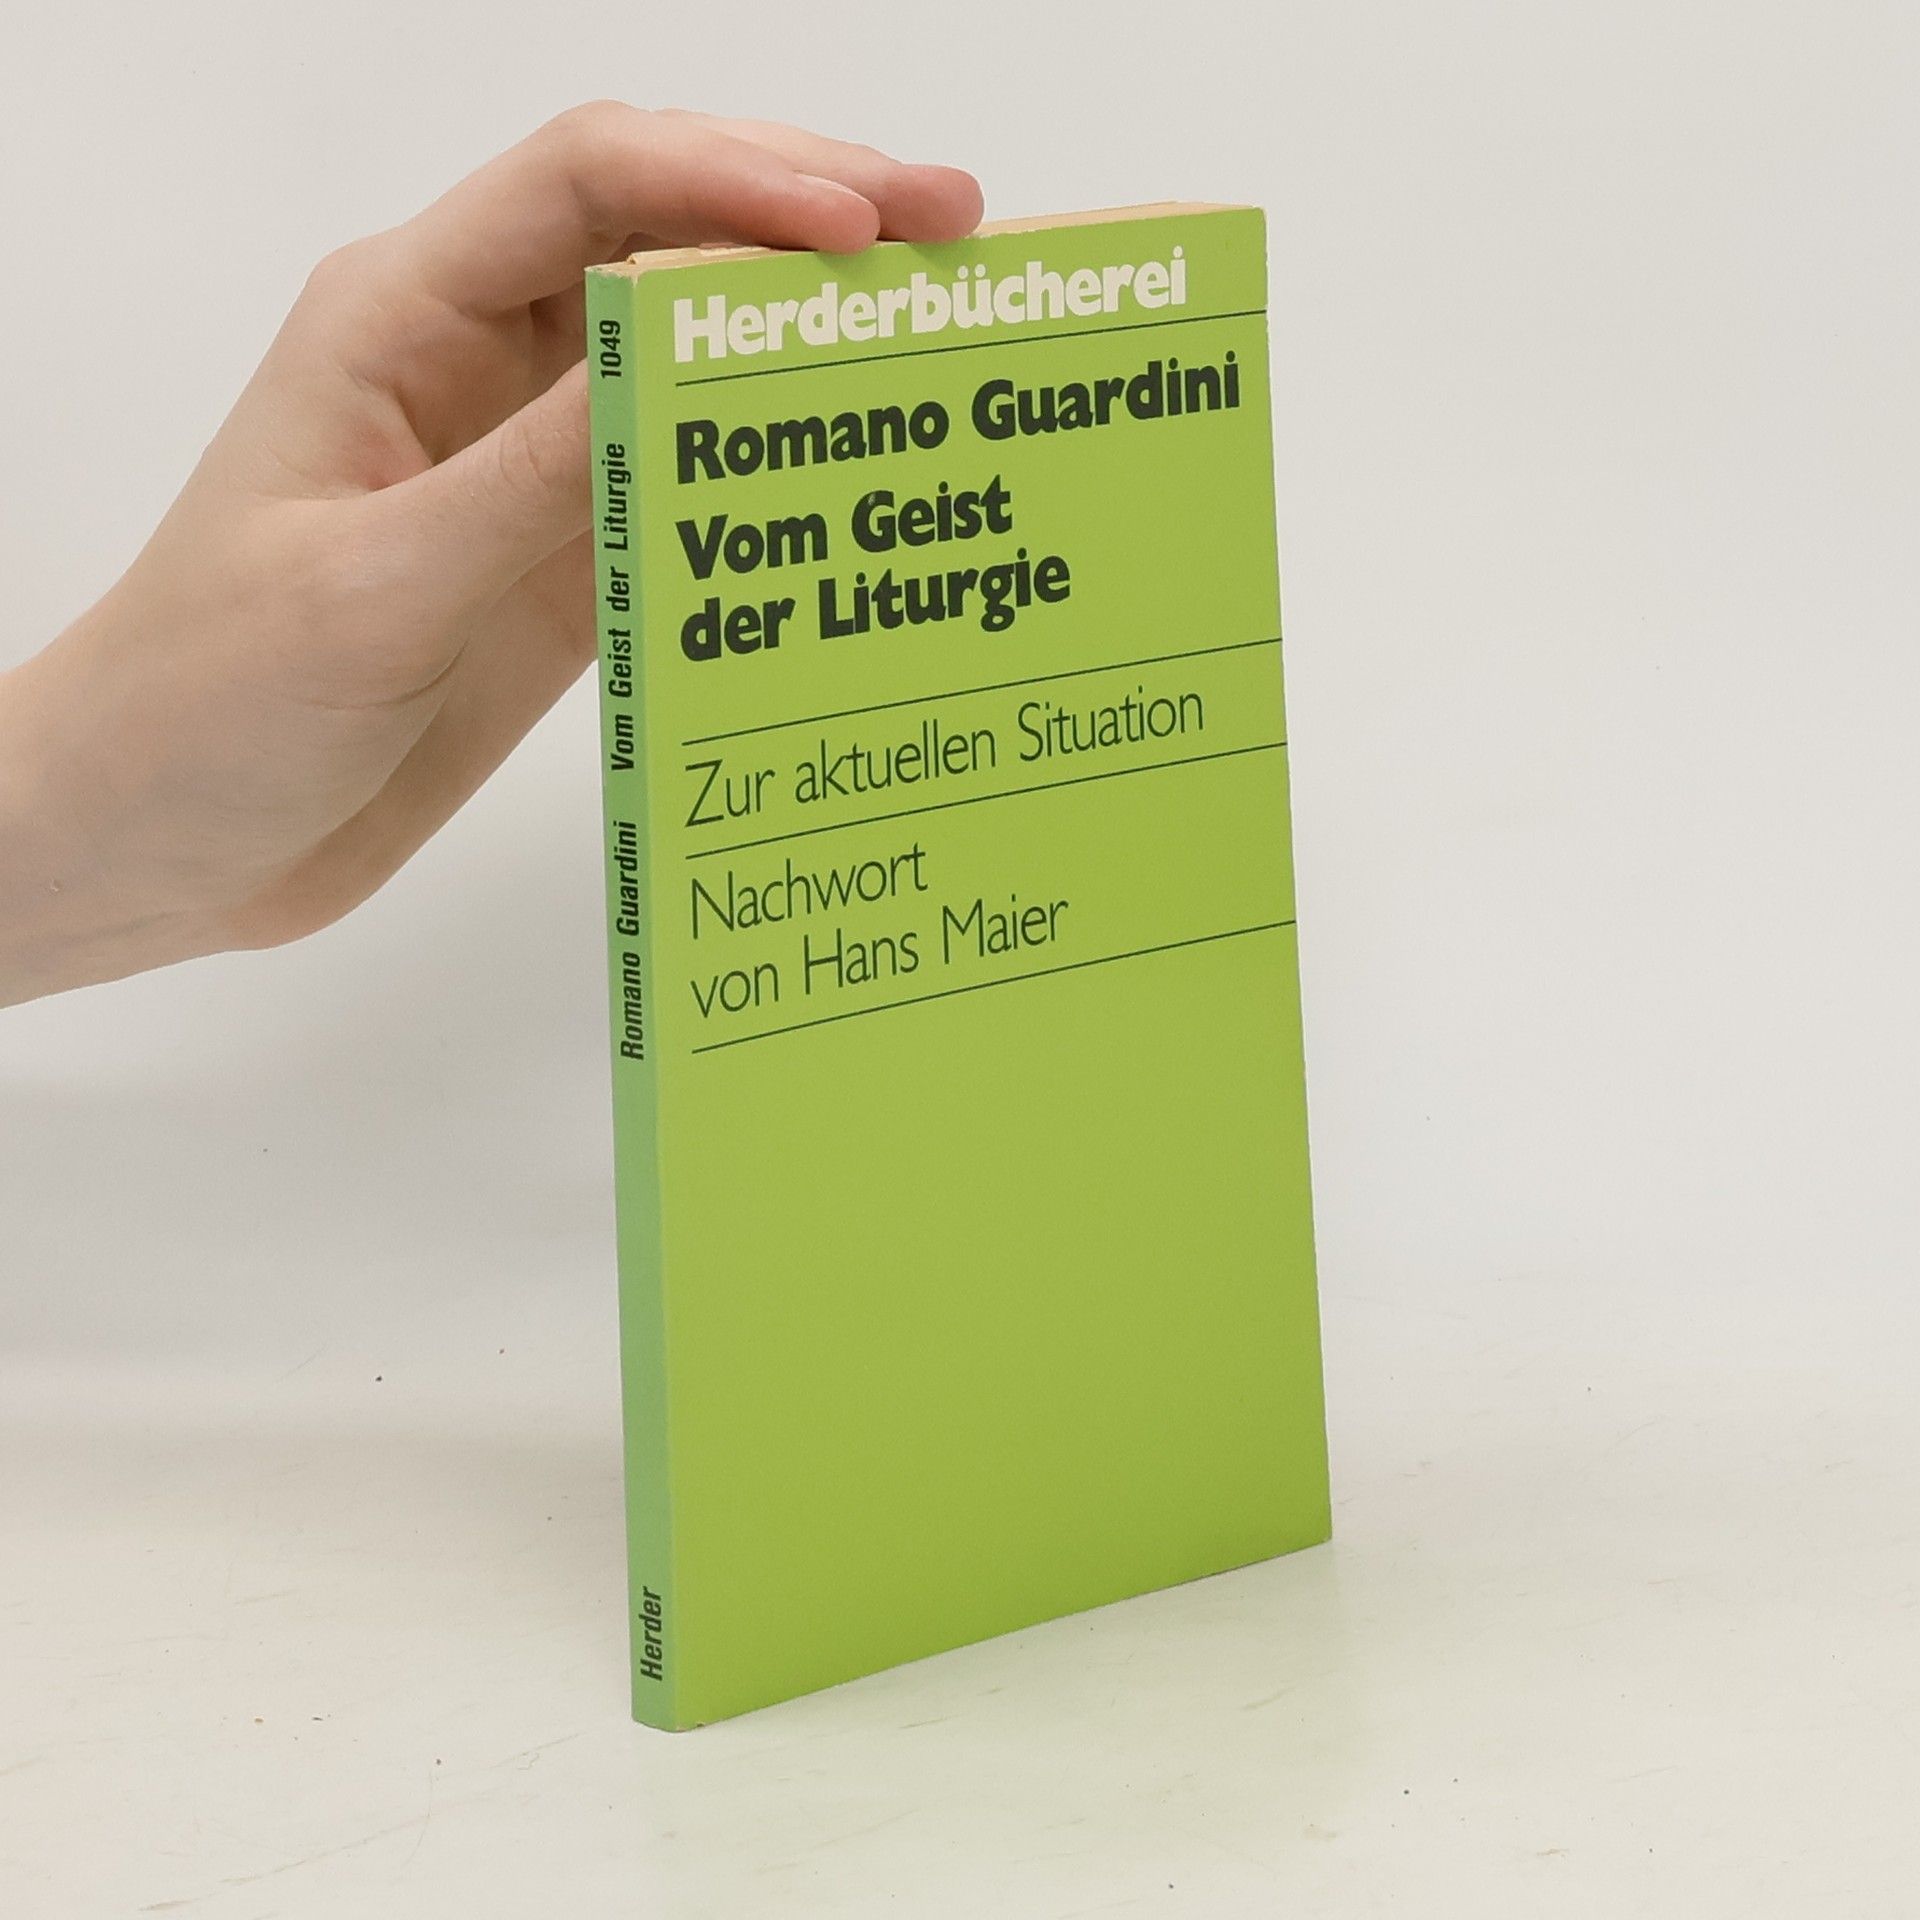 Herderbücherei
Romano Guardini
Vom Geist
der Liturgie
Zur aktuellen Situation
Nachwort
von Hans Maier
Romano Guardini Vom Geist der Liturgie 1049
Herder